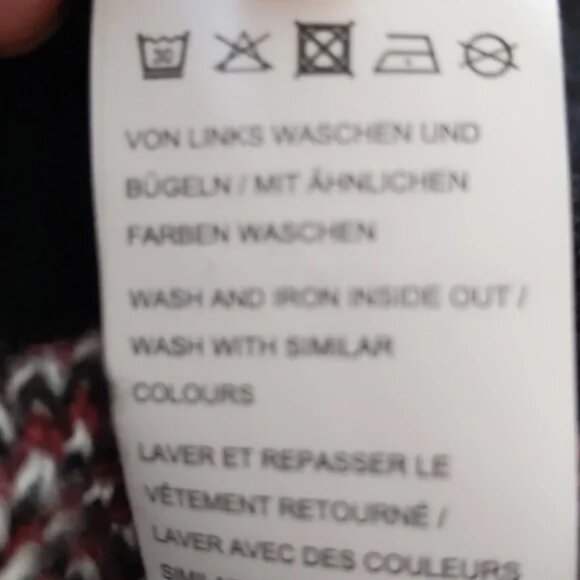 30
VON LINKS WASCHEN UND
BÜGELN / MIT ÄHNLICHEN
FARBEN WASCHEN
WASH AND IRON INSIDE OUT /
WASH WITH SIMILAR
COLOURS
LAVER ET REPASSER LE
VÊTEMENT RETOURNÉ /
LAVER AVEC DES COULEURS